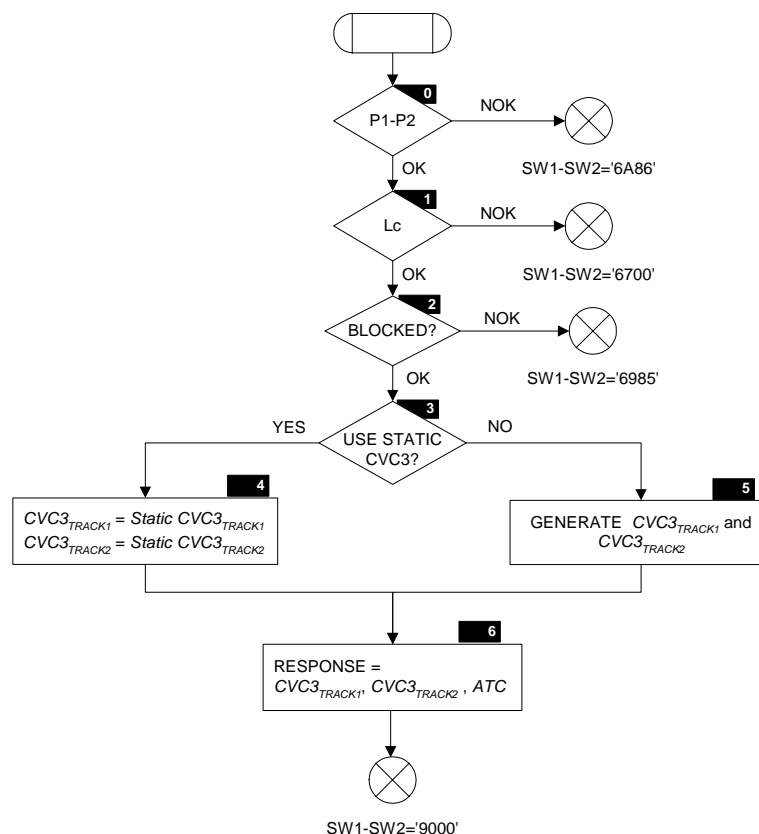 0
P1-P2
NOK
SW1-SW2='6A86'
OK
1
Lc
NOK
SW1-SW2='6700'
OK
2
BLOCKED?
NOK
SW1-SW2='6985'
OK
3
YES
USE STATIC
CVC3?
NO
4
CVC3TRACK1 = Static CVC3TRACK1
CVC3TRACK2 = Static CVC3TRACK2
5
GENERATE CVC3TRACK1 and
CVC3TRACK2
6
RESPONSE =
CVC3TRACK1, CVC3TRACK2 , ATC
SW1-SW2='9000'